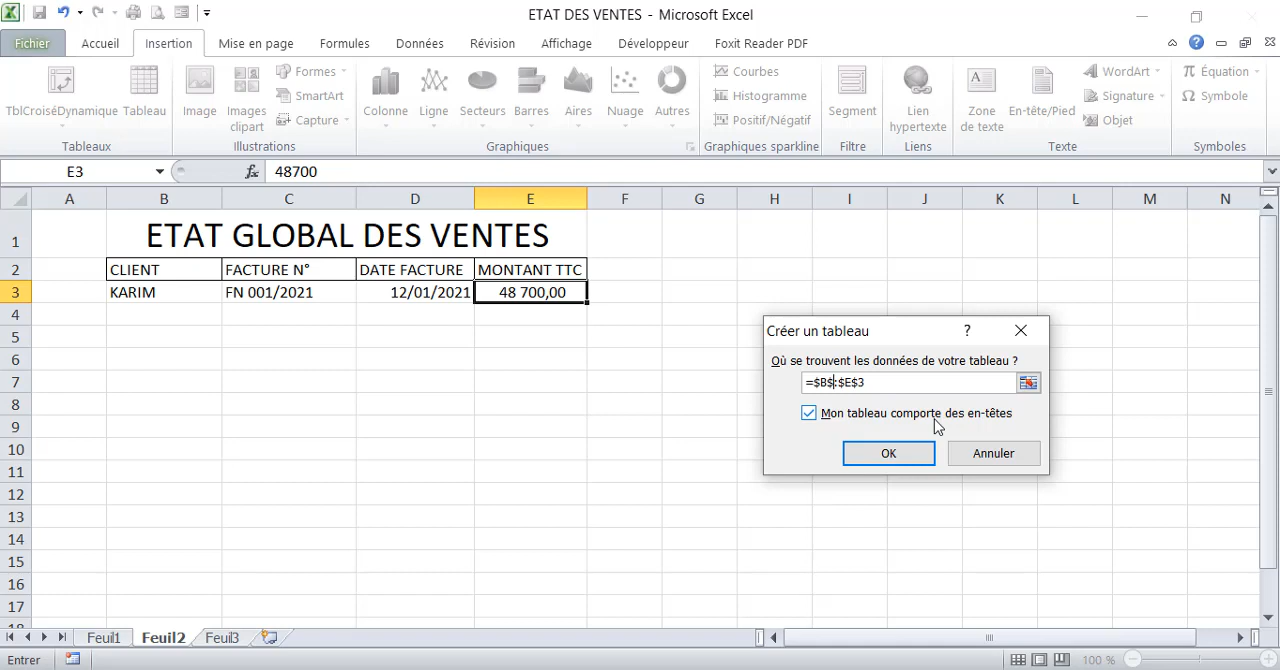 ETAT DES VENTES - Microsoft Excel
Fichier Accueil Insertion Mise en page Formules Données Révision Affichage Développeur Foxit Reader PDF
TblCroiséDynamique Tableau
Tableaux
Image Images clipart Formes SmartArt Capture
Illustrations
Colonne Ligne Secteurs Barres Aires Nuage Autres
Graphiques
Courbes Histogramme Positif/Négatif
Graphiques sparkline
Segment
Filtre
Lien hypertexte
Liens
Zone de texte En-tête/Pied WordArt Signature Objet
Texte
Équation Symbole
Symboles
E3 fx 48700
A B C D E F G H I J K L M N
1 ETAT GLOBAL DES VENTES
2 CLIENT FACTURE N° DATE FACTURE MONTANT TTC
3 KARIM FN 001/2021 12/01/2021 48 700,00
4
5
6
7
8
9
10
11
12
13
14
15
16
17
18
Créer un tableau ?
Où se trouvent les données de votre tableau ?
=$B$:$E$3
Mon tableau comporte des en-têtes
OK Annuler
Feuil1 Feuil2 Feuil3
Entrer 100 %